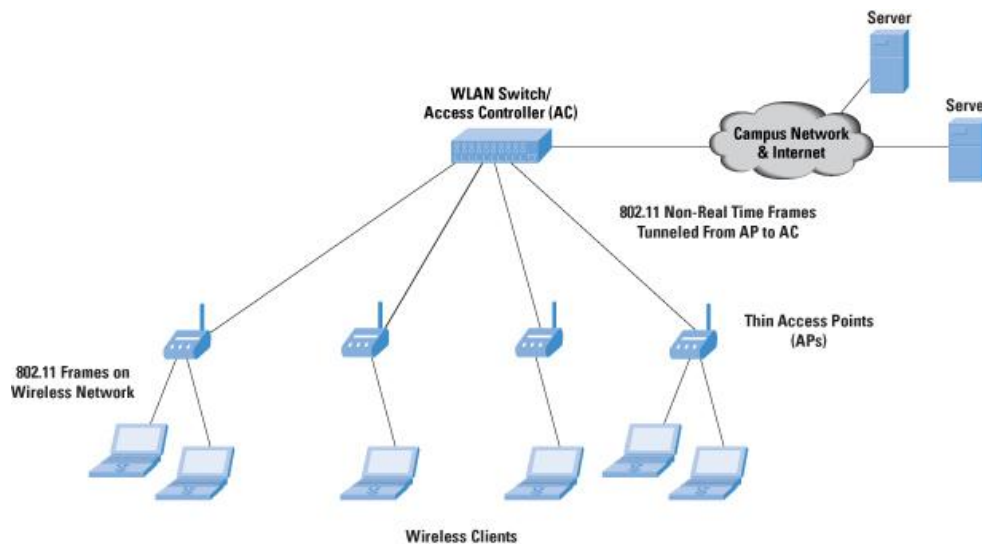 Server
WLAN Switch/
Access Controller (AC)
Server
Campus Network
& Internet
802.11 Non-Real Time Frames
Tunneled From AP to AC
Thin Access Points
(APs)
802.11 Frames on
Wireless Network
Wireless Clients